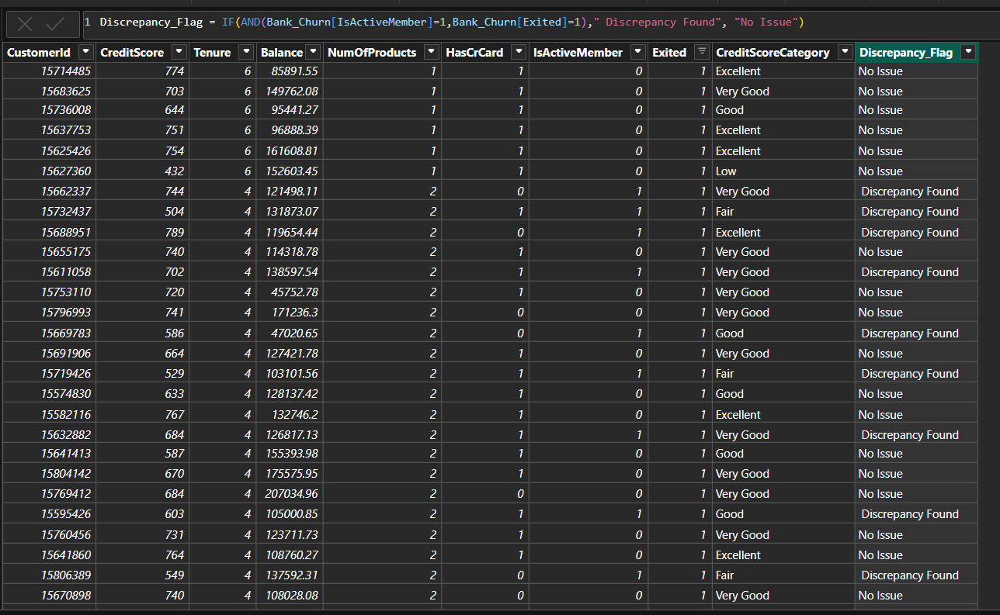 1 Discrepancy_Flag = IF(AND(Bank_Churn[IsActiveMember]=1,Bank_Churn[Exited]=1)," Discrepancy Found", "No Issue")
CustomerId CreditScore Tenure Balance NumOfProducts HasCrCard IsActiveMember Exited CreditScoreCategory Discrepancy_Flag
15714485 774 6 85891.55 1 1 0 1 Excellent No Issue
15683625 703 6 149762.08 1 1 0 1 Very Good No Issue
15736008 644 6 95441.27 1 1 0 1 Good No Issue
15637753 751 6 96888.39 1 1 0 1 Excellent No Issue
15625426 754 6 161608.81 1 1 0 1 Excellent No Issue
15627360 432 6 152603.45 1 1 0 1 Low No Issue
15662337 744 4 121498.11 2 0 1 1 Very Good Discrepancy Found
15732437 504 4 131873.07 2 1 1 1 Fair Discrepancy Found
15688951 789 4 119654.44 2 0 1 1 Excellent Discrepancy Found
15655175 740 4 114318.78 2 1 0 1 Very Good No Issue
15611058 702 4 138597.54 2 1 1 1 Very Good Discrepancy Found
15753110 720 4 45752.78 2 1 0 1 Very Good No Issue
15796993 741 4 171236.3 2 0 0 1 Very Good No Issue
15669783 586 4 47020.65 2 0 1 1 Good Discrepancy Found
15691906 664 4 127421.78 2 1 0 1 Very Good No Issue
15719426 529 4 103101.56 2 1 1 1 Fair Discrepancy Found
15574830 633 4 128137.42 2 1 0 1 Good No Issue
15582116 767 4 132746.2 2 1 0 1 Excellent No Issue
15632882 684 4 126817.13 2 1 1 1 Very Good Discrepancy Found
15641413 587 4 155393.98 2 1 0 1 Good No Issue
15804142 670 4 175575.95 2 1 0 1 Very Good No Issue
15769412 684 4 207034.96 2 0 0 1 Very Good No Issue
15595426 603 4 105000.85 2 1 1 1 Good Discrepancy Found
15760456 731 4 123711.73 2 1 0 1 Very Good No Issue
15641860 764 4 108760.27 2 1 0 1 Excellent No Issue
15806389 549 4 137592.31 2 0 1 1 Fair Discrepancy Found
15670898 740 4 108028.08 2 0 0 1 Very Good No Issue